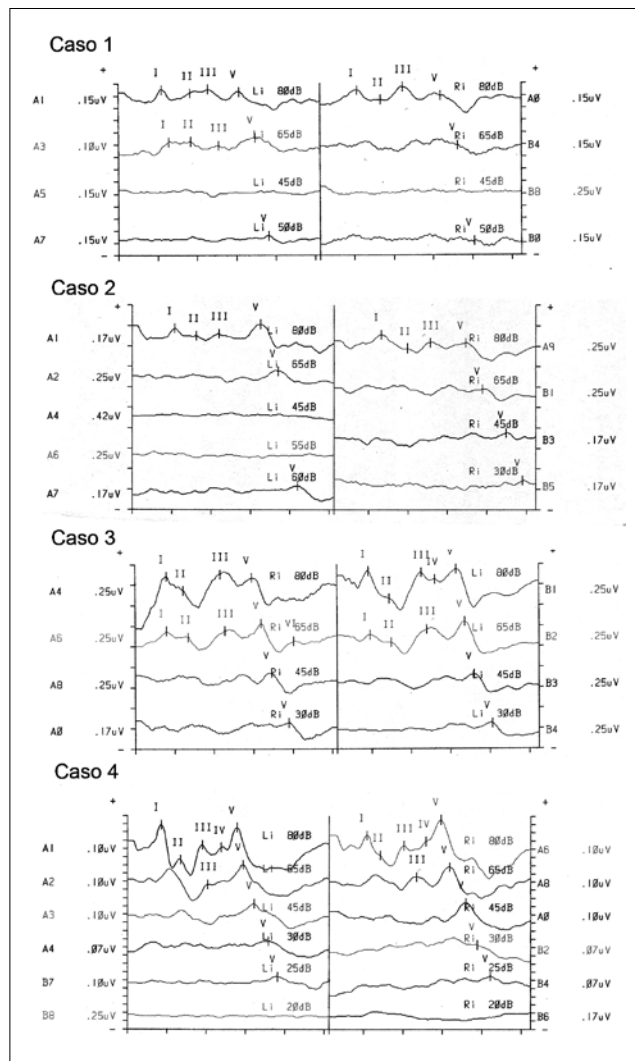 Caso 1
+ I II III V Li 80dB I II III V Ri 80dB +
A1 .15uV A0 .15uV
I II III V Li 65dB V Ri 65dB
A3 .10uV B4 .15uV
Li 45dB Ri 45dB
A5 .15uV B8 .25uV
V Li 50dB V Ri 50dB
A7 .15uV B0 .15uV
- -
Caso 2
+ I II III V Li 80dB I II III V Ri 80dB +
A1 .17uV A9 .25uV
V Li 65dB V Ri 65dB
A2 .25uV B1 .25uV
Li 45dB V Ri 45dB
A4 .42uV B3 .17uV
Li 55dB V Ri 30dB
A6 .25uV B5 .17uV
V Li 60dB
A7 .17uV
- -
Caso 3
+ I II III V Ri 80dB I II III IV V Li 80dB +
A4 .25uV B1 .25uV
I II III V Ri VI 65dB I II III V Li 65dB
A6 .25uV B2 .25uV
V Ri 45dB V Li 45dB
A8 .25uV B3 .25uV
V Ri 30dB V Li 30dB
A0 .17uV B4 .25uV
- -
Caso 4
+ I II III IV V Li 80dB I II III IV V Ri 80dB +
A1 .10uV A6 .10uV
III V Li 65dB III V Ri 65dB
A2 .10uV A8 .10uV
V Li 45dB V Ri 45dB
A3 .10uV A0 .10uV
V Li 30dB V Ri 30dB
A4 .07uV B2 .07uV
V Li 25dB V Ri 25dB
B7 .10uV B4 .07uV
Li 20dB Ri 20dB
B8 .25uV B6 .17uV
- -